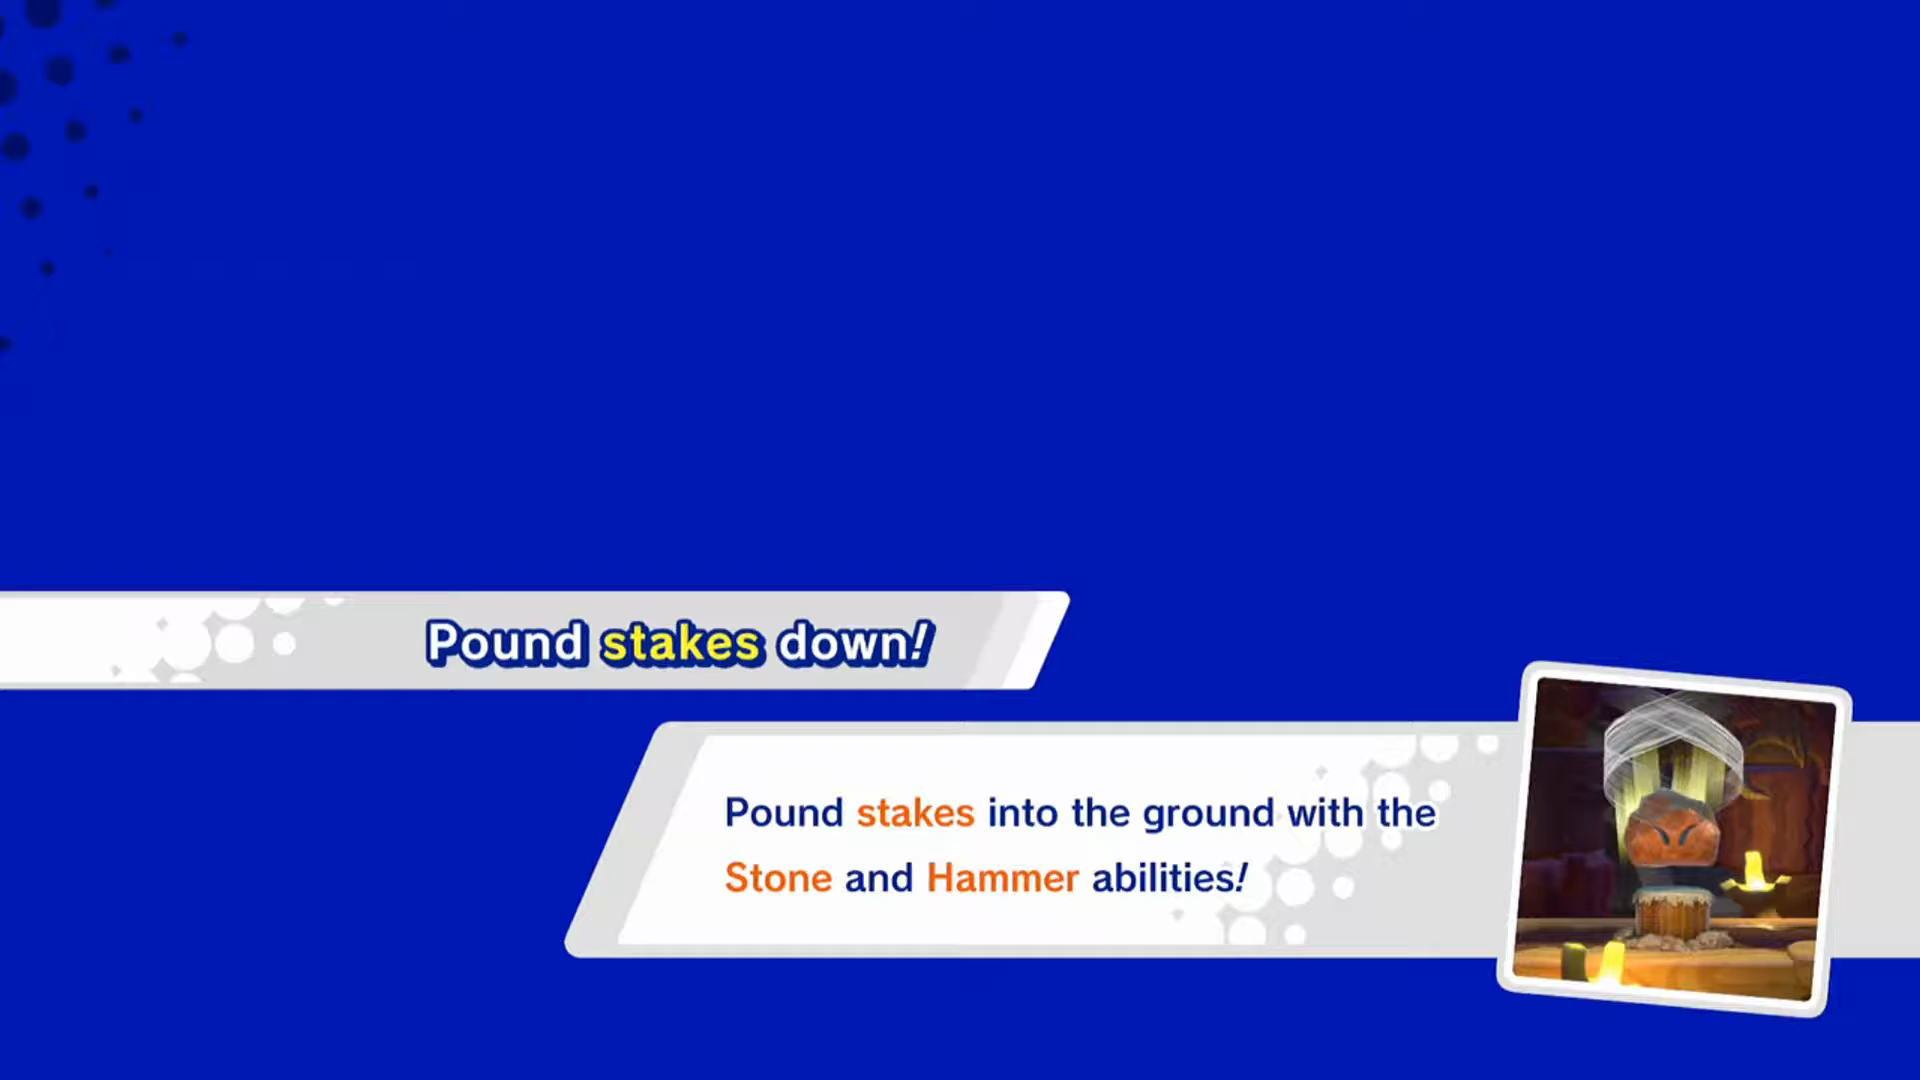 Pound stakes down!
Pound stakes into the ground with the
Stone and Hammer abilities!